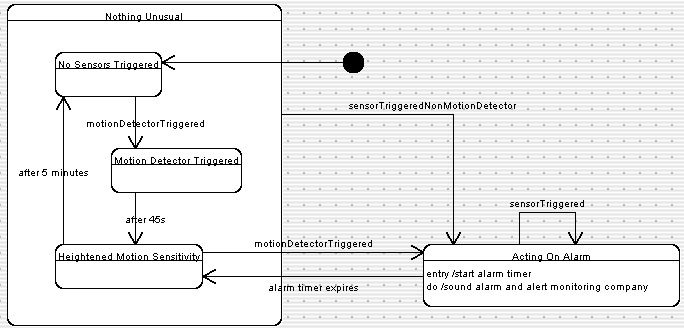 Nothing Unusual
No Sensors Triggered
sensorTriggeredNonMotionDetector
motionDetectorTriggered
Motion Detector Triggered
after 5 minutes
sensorTriggered
after 45s
motionDetectorTriggered
Heightened Motion Sensitivity
Acting On Alarm
entry /start alarm timer
do /sound alarm and alert monitoring company
alarm timer expires